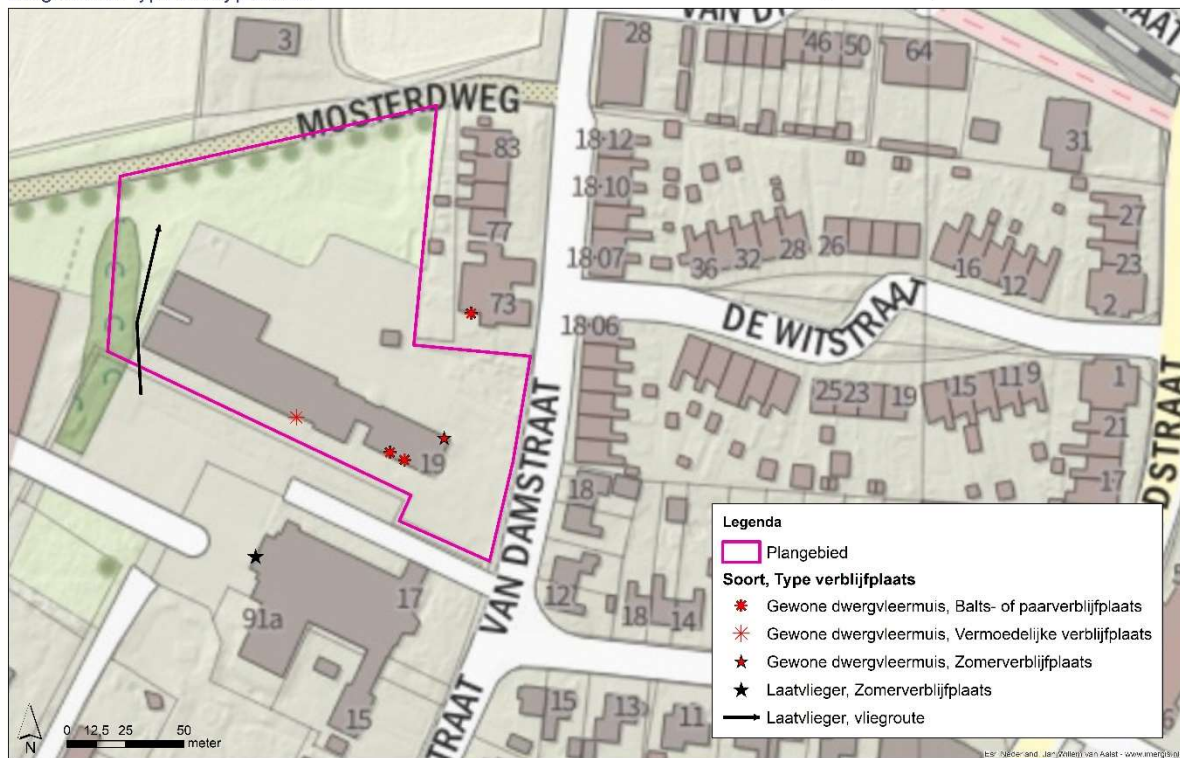 3
MOSTERDWEG
28
46
50
64
31
83
77
73
18-12
18-10
18-07
36
32
28
26
16
12
27
23
2
DE WITSTRAAT
18-06
25
23
19
15
11
9
1
21
17
VAN DAMSTRAAT
19
18
12
18
14
91a
17
15
15
13
11
STRAAT
DSTRAAT
Legenda
Plangebied
Soort, Type verblijfplaats
Gewone dwergvleermuis, Balts- of paarverblijfplaats
Gewone dwergvleermuis, Vermoedelijke verblijfplaats
Gewone dwergvleermuis, Zomerverblijfplaats
Laatvlieger, Zomerverblijfplaats
Laatvlieger, vliegroute
N
0 12,5 25 50
meter
Esri Nederland, Jan Willem van Aalst - www.imergis.nl